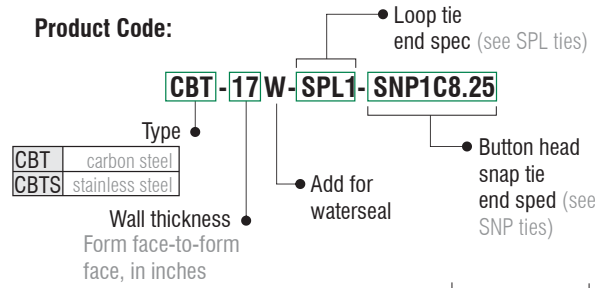 Product Code:
Loop tie
end spec (see SPL ties)
CBT-17W-SPL1-SNP1C8.25
Type
CBT carbon steel
CBTS stainless steel
Wall thickness
Form face-to-form
face, in inches
Add for
waterseal
Button head
snap tie
end sped (see
SNP ties)